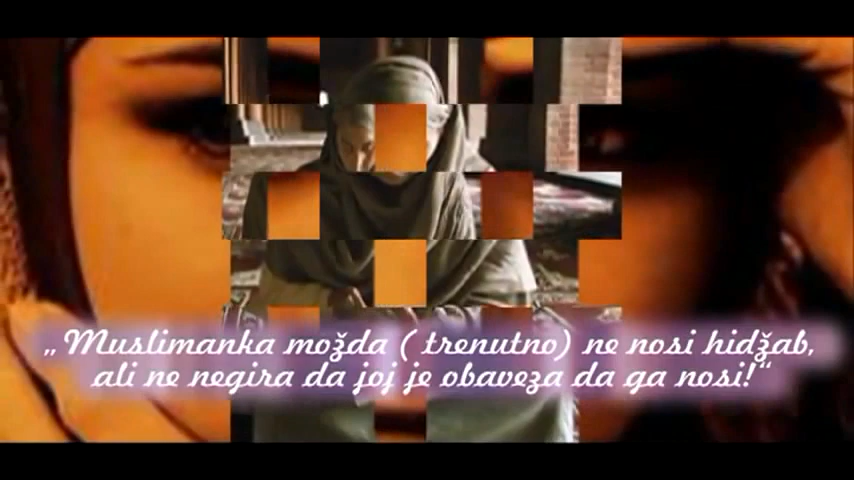 „Muslimanka možda ( trenutno) ne nosi hidžab,
ali ne negira da joj je obaveza da ga nosi!“